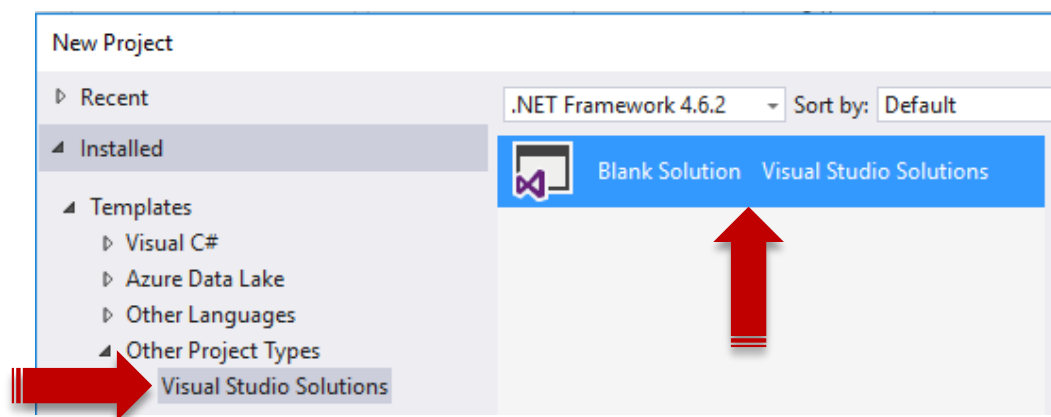 New Project
Recent
.NET Framework 4.6.2 Sort by: Default
Installed
Blank Solution Visual Studio Solutions
Templates
Visual C#
Azure Data Lake
Other Languages
Other Project Types
Visual Studio Solutions